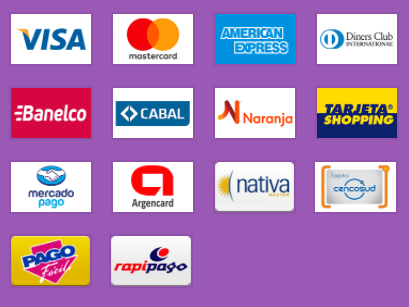 VISA
mastercard
AMERICAN
EXPRESS
Diners Club
INTERNATIONAL
Banelco
CABAL
Naranja
TARJETA
SHOPPING
mercado
pago
Argencard
nativa
Tarjeta
cencosud
PAGO
Fácil
rapipago